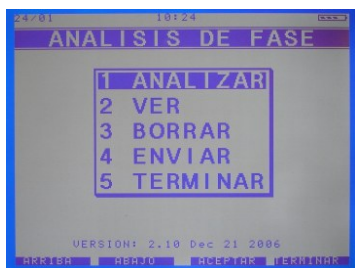 24/01 10:24
ANALISIS DE FASE
1 ANALIZAR
2 VER
3 BORRAR
4 ENVIAR
5 TERMINAR
VERSION: 2.10 Dec 21 2006
ARRIBA ABAJO ACEPTAR TERMINAR